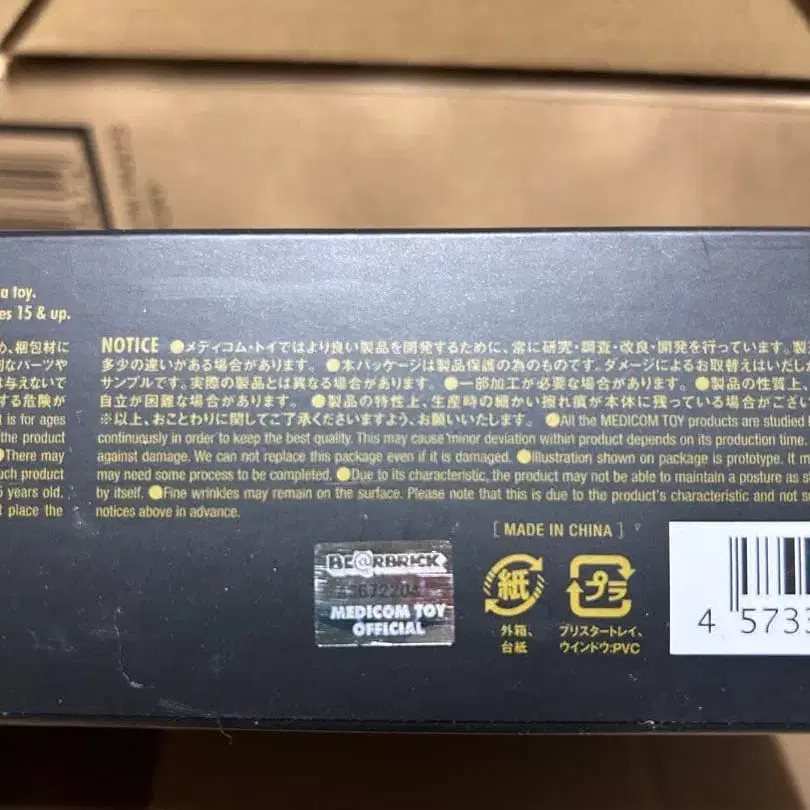 a toy.
es 15 & up.
め、梱包材に
的なパーツや
与えないで
する危険が
t is for ages
the product
●There may
uch product
5 years old.
t place the
NOTICE ●メディコム・トイではより良い製品を開発するために、常に研究・調査・改良・開発を行っています。製
多少の違いがある場合があります。 ●本パッケージは製品保護の為のものです。ダメージによるお取替えはいたし
サンプルです。実際の製品とは異なる場合があります。 ●一部加工が必要な場合があります。 ●製品の性質上、
自立が困難な場合があります。 ●製品の特性上、生産時の細かい擦れ痕が本体に残っている場合がござい
※以上、おことわりに関してご了承くださいますよう、お願いいたします。 ●All the MEDICOM TOY products are studied
continuously in order to keep the best quality. This may cause minor deviation within product depends on its production time.
against damage. We can not replace this package even if it is damaged. ●Illustration shown on package is prototype. It m
may need some process to be completed. ●Due to its characteristic, the product may not be able to maintain a posture as s
by itself. ●Fine wrinkles may remain on the surface. Please note that this is due to the product's characteristic and not su
notices above in advance.
[ MADE IN CHINA ]
BE@RBRICK
MEDICOM TOY
OFFICIAL
紙
外箱、
台紙
プラ
ブリスタートレイ、
ウインドウ:PVC
4 5733